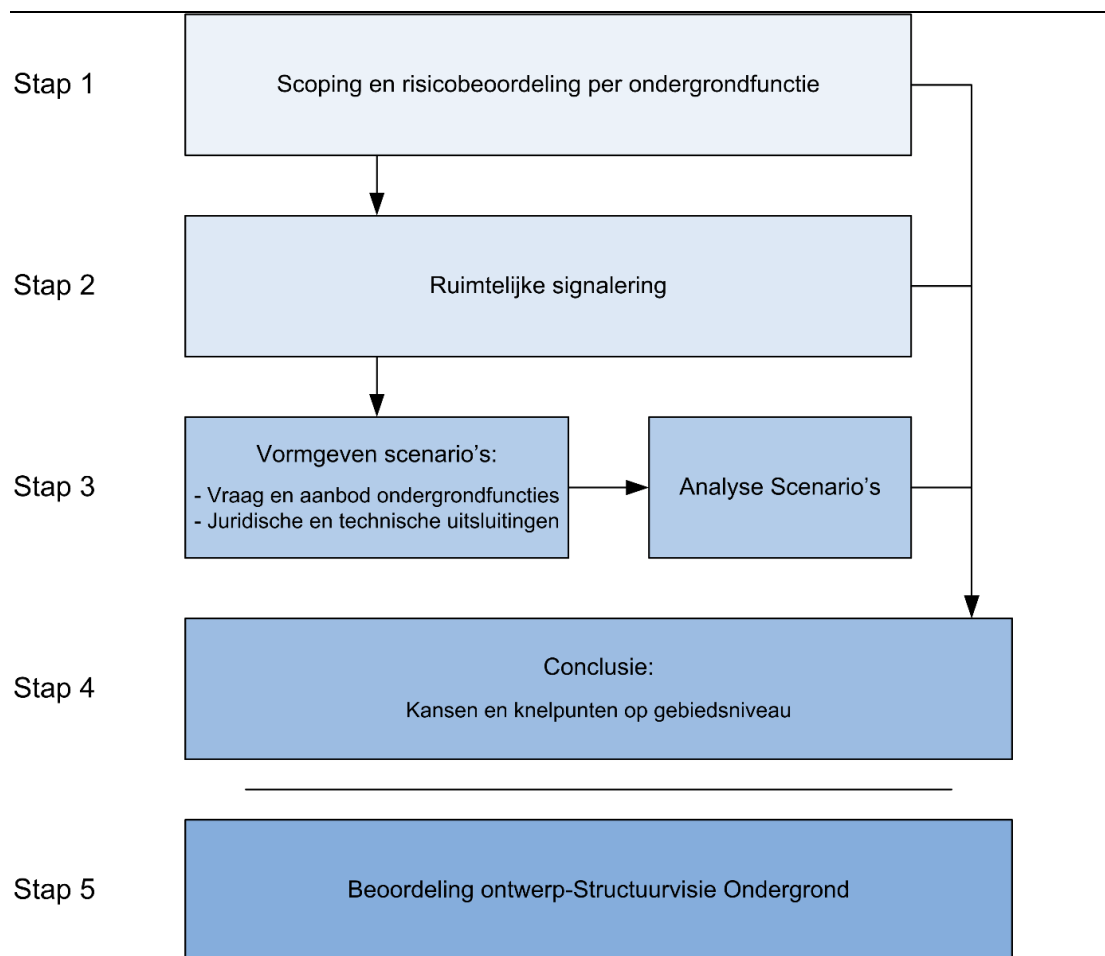 Stap 1
Scoping en risicobeoordeling per ondergrondfunctie
Stap 2
Ruimtelijke signalering
Stap 3
Vormgeven scenario’s:
- Vraag en aanbod ondergrondfuncties
- Juridische en technische uitsluitingen
Analyse Scenario’s
Stap 4
Conclusie:
Kansen en knelpunten op gebiedsniveau
Stap 5
Beoordeling ontwerp-Structuurvisie Ondergrond